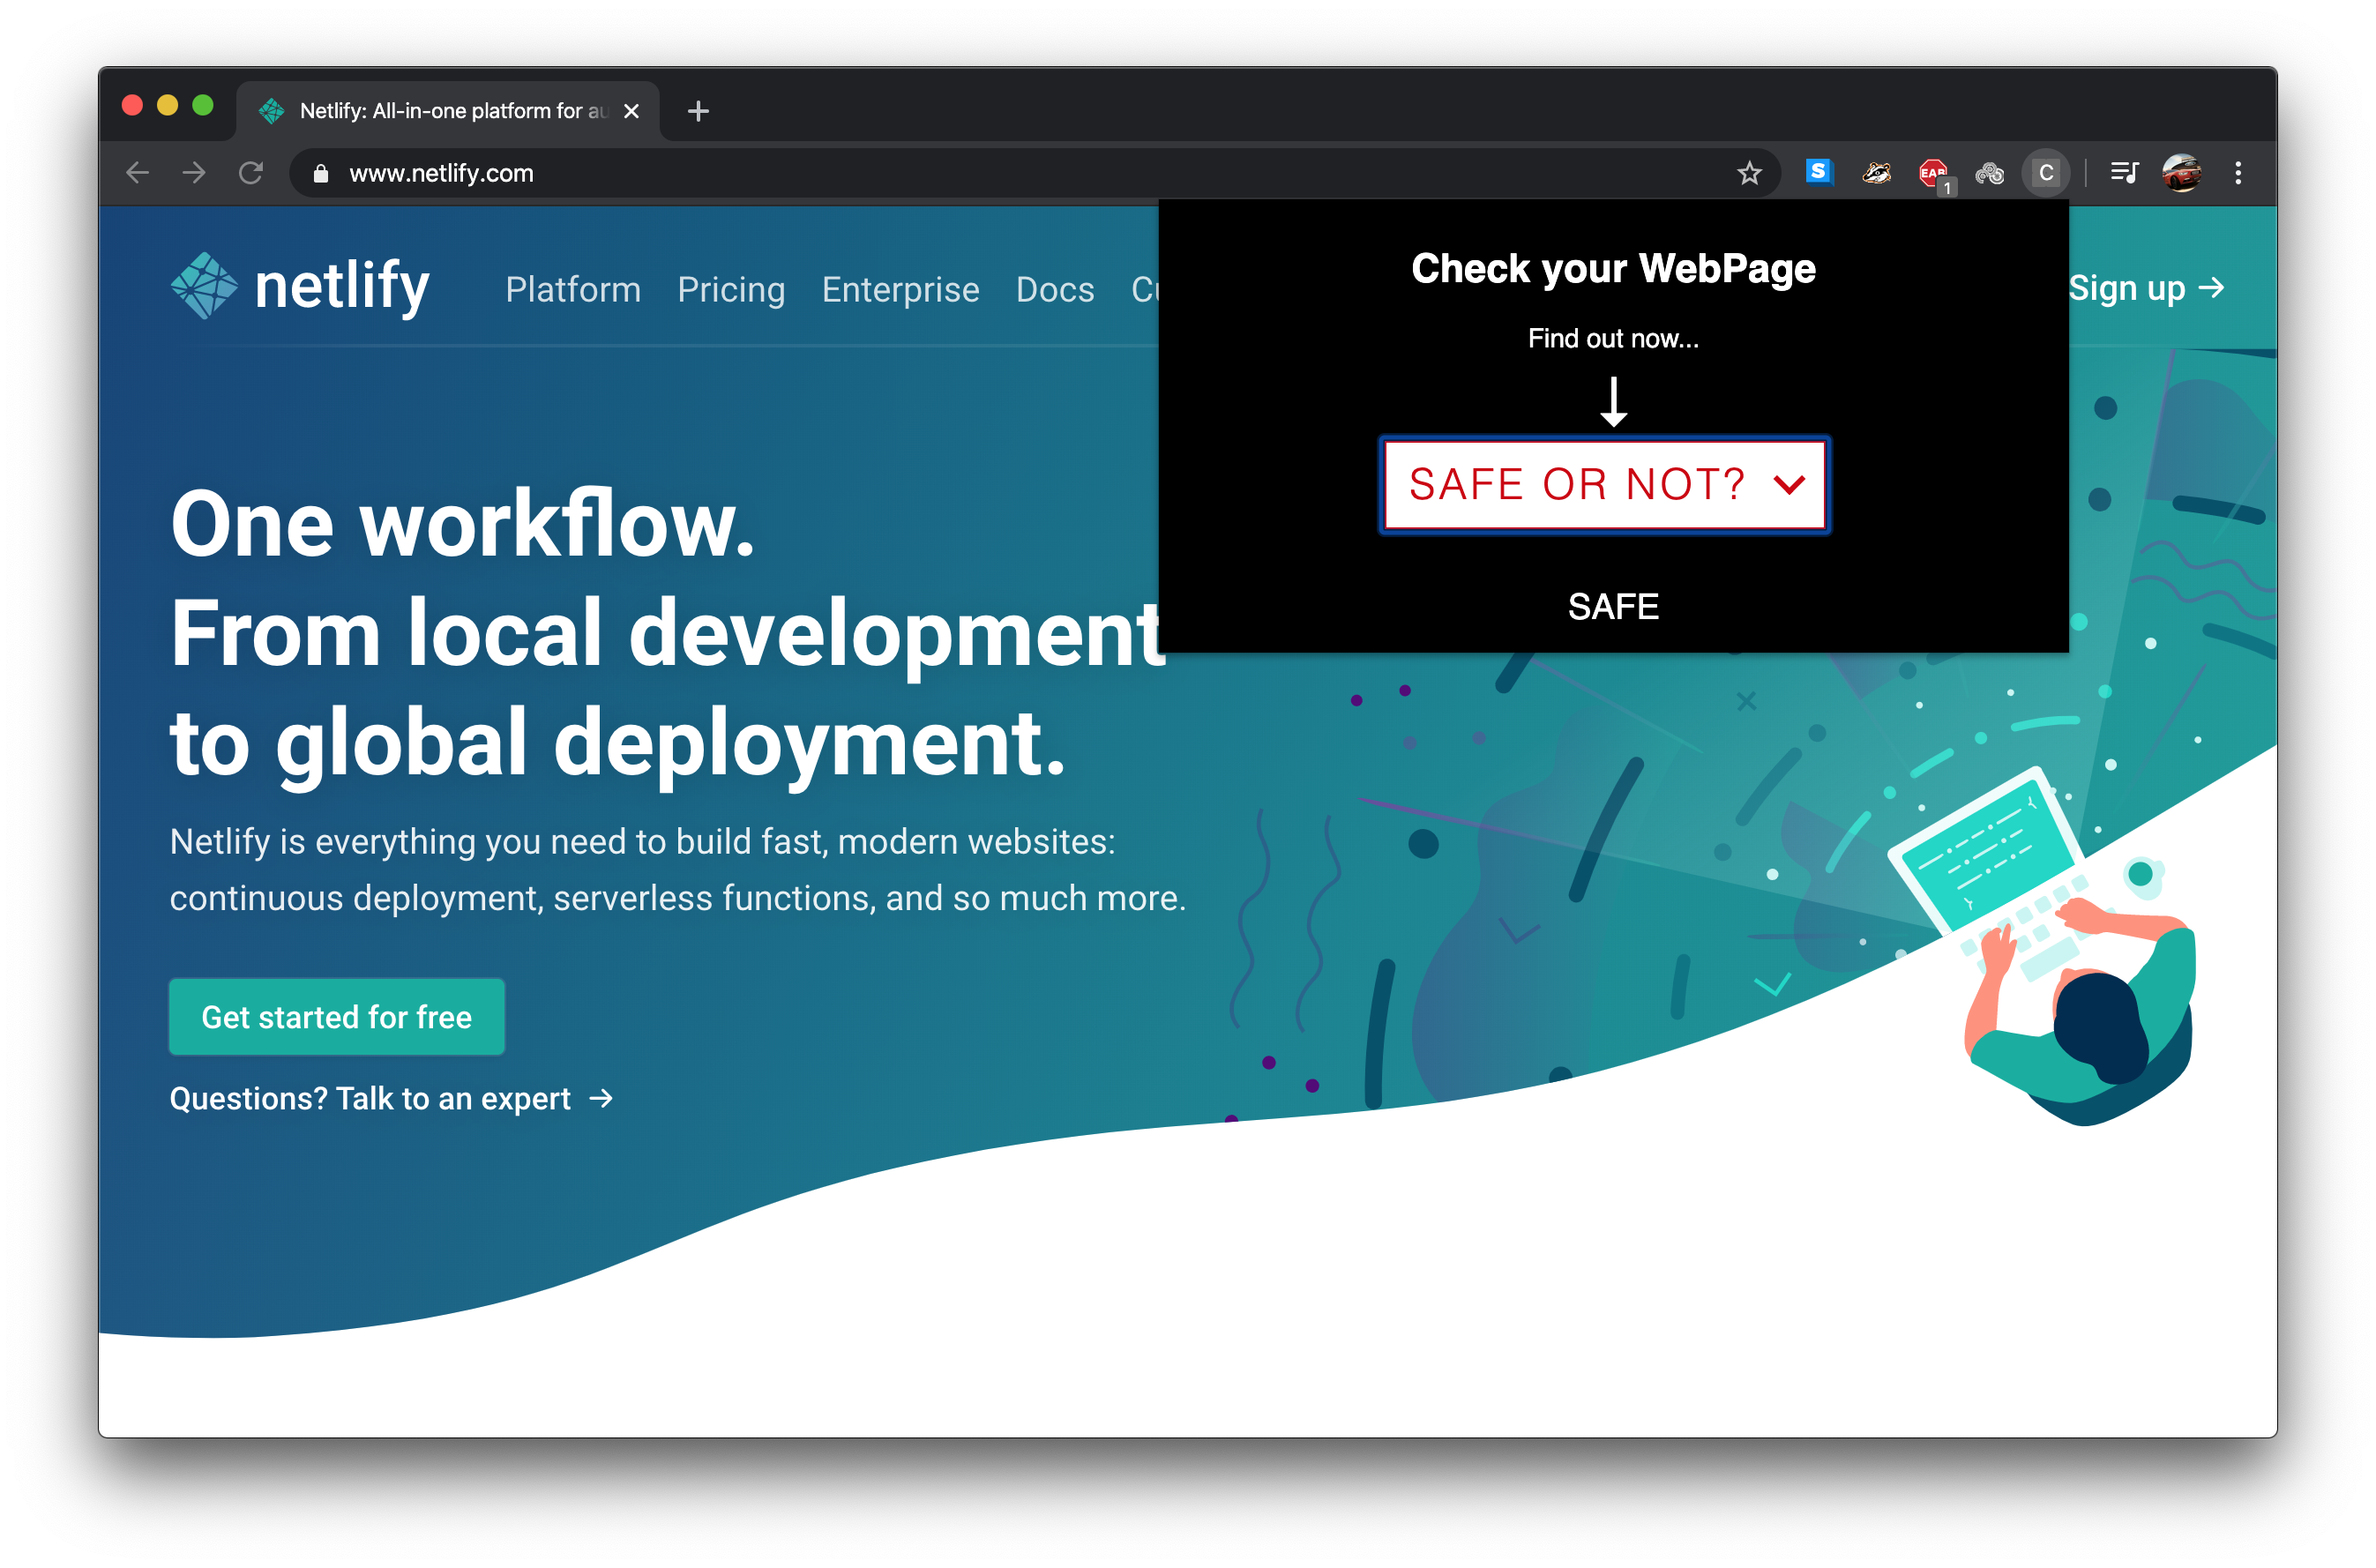 Netlify: All-in-one platform for au
www.netlify.com
S
EAB
1
C
netlify
Platform
Pricing
Enterprise
Docs
Cu
Sign up →
Check your WebPage
Find out now...
SAFE OR NOT?
SAFE
One workflow.
From local development
to global deployment.
Netlify is everything you need to build fast, modern websites:
continuous deployment, serverless functions, and so much more.
Get started for free
Questions? Talk to an expert →